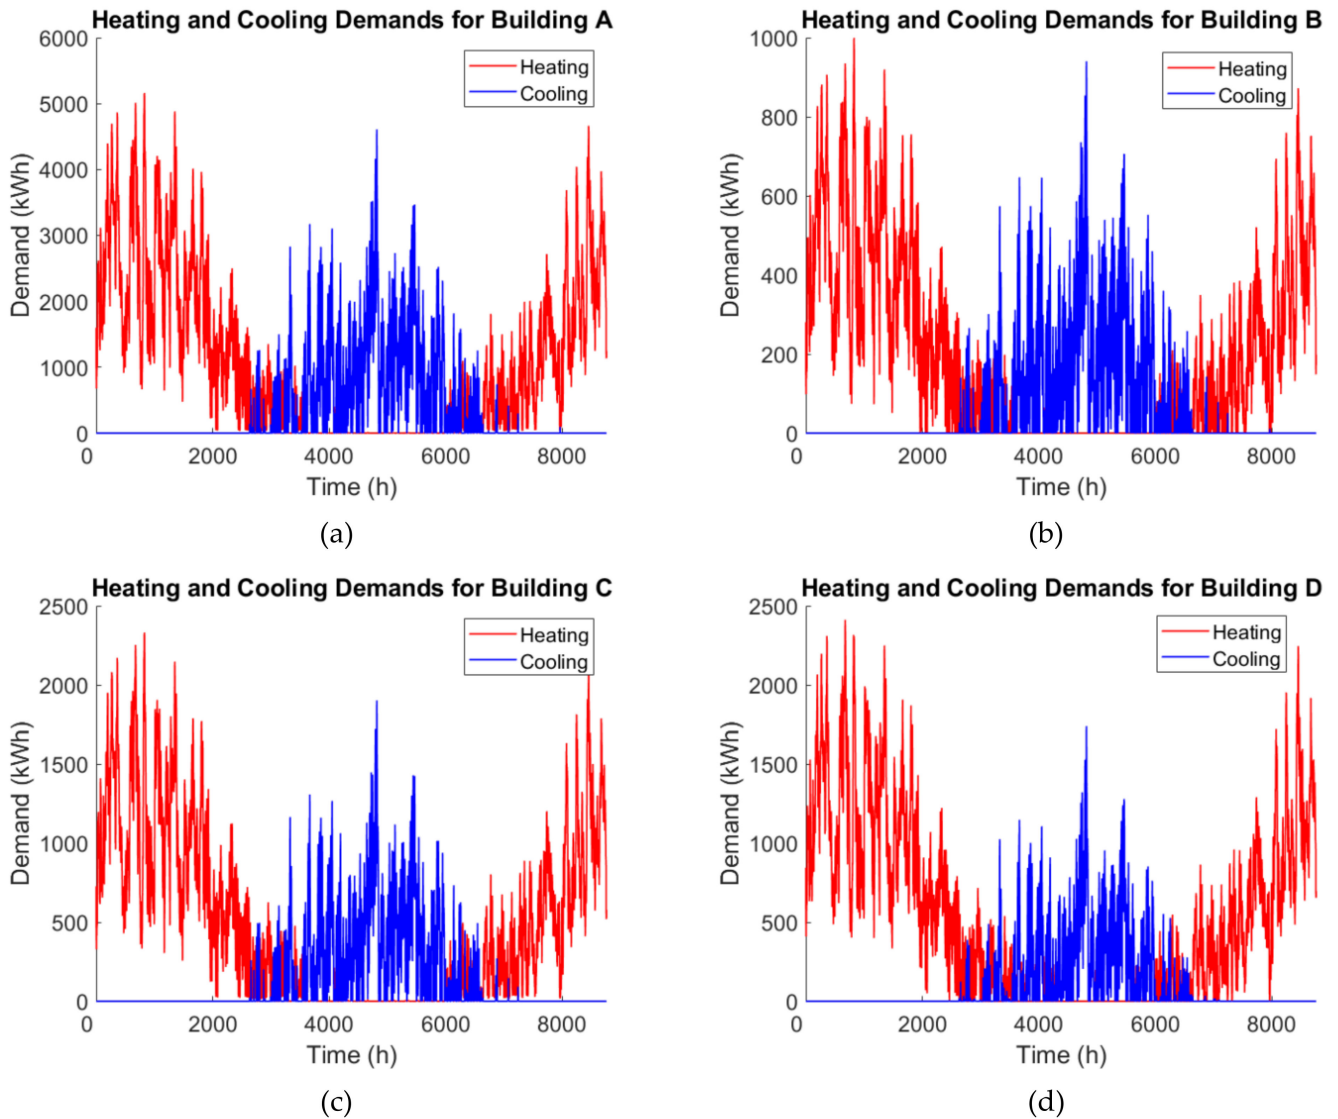 Heating and Cooling Demands for Building A
6000
5000
4000
3000
2000
1000
0
Demand (kWh)
Heating
Cooling
0 2000 4000 6000 8000
Time (h)
(a)
Heating and Cooling Demands for Building B
1000
800
600
400
200
0
Demand (kWh)
Heating
Cooling
0 2000 4000 6000 8000
Time (h)
(b)
Heating and Cooling Demands for Building C
2500
2000
1500
1000
500
0
Demand (kWh)
Heating
Cooling
0 2000 4000 6000 8000
Time (h)
(c)
Heating and Cooling Demands for Building D
2500
2000
1500
1000
500
0
Demand (kWh)
Heating
Cooling
0 2000 4000 6000 8000
Time (h)
(d)